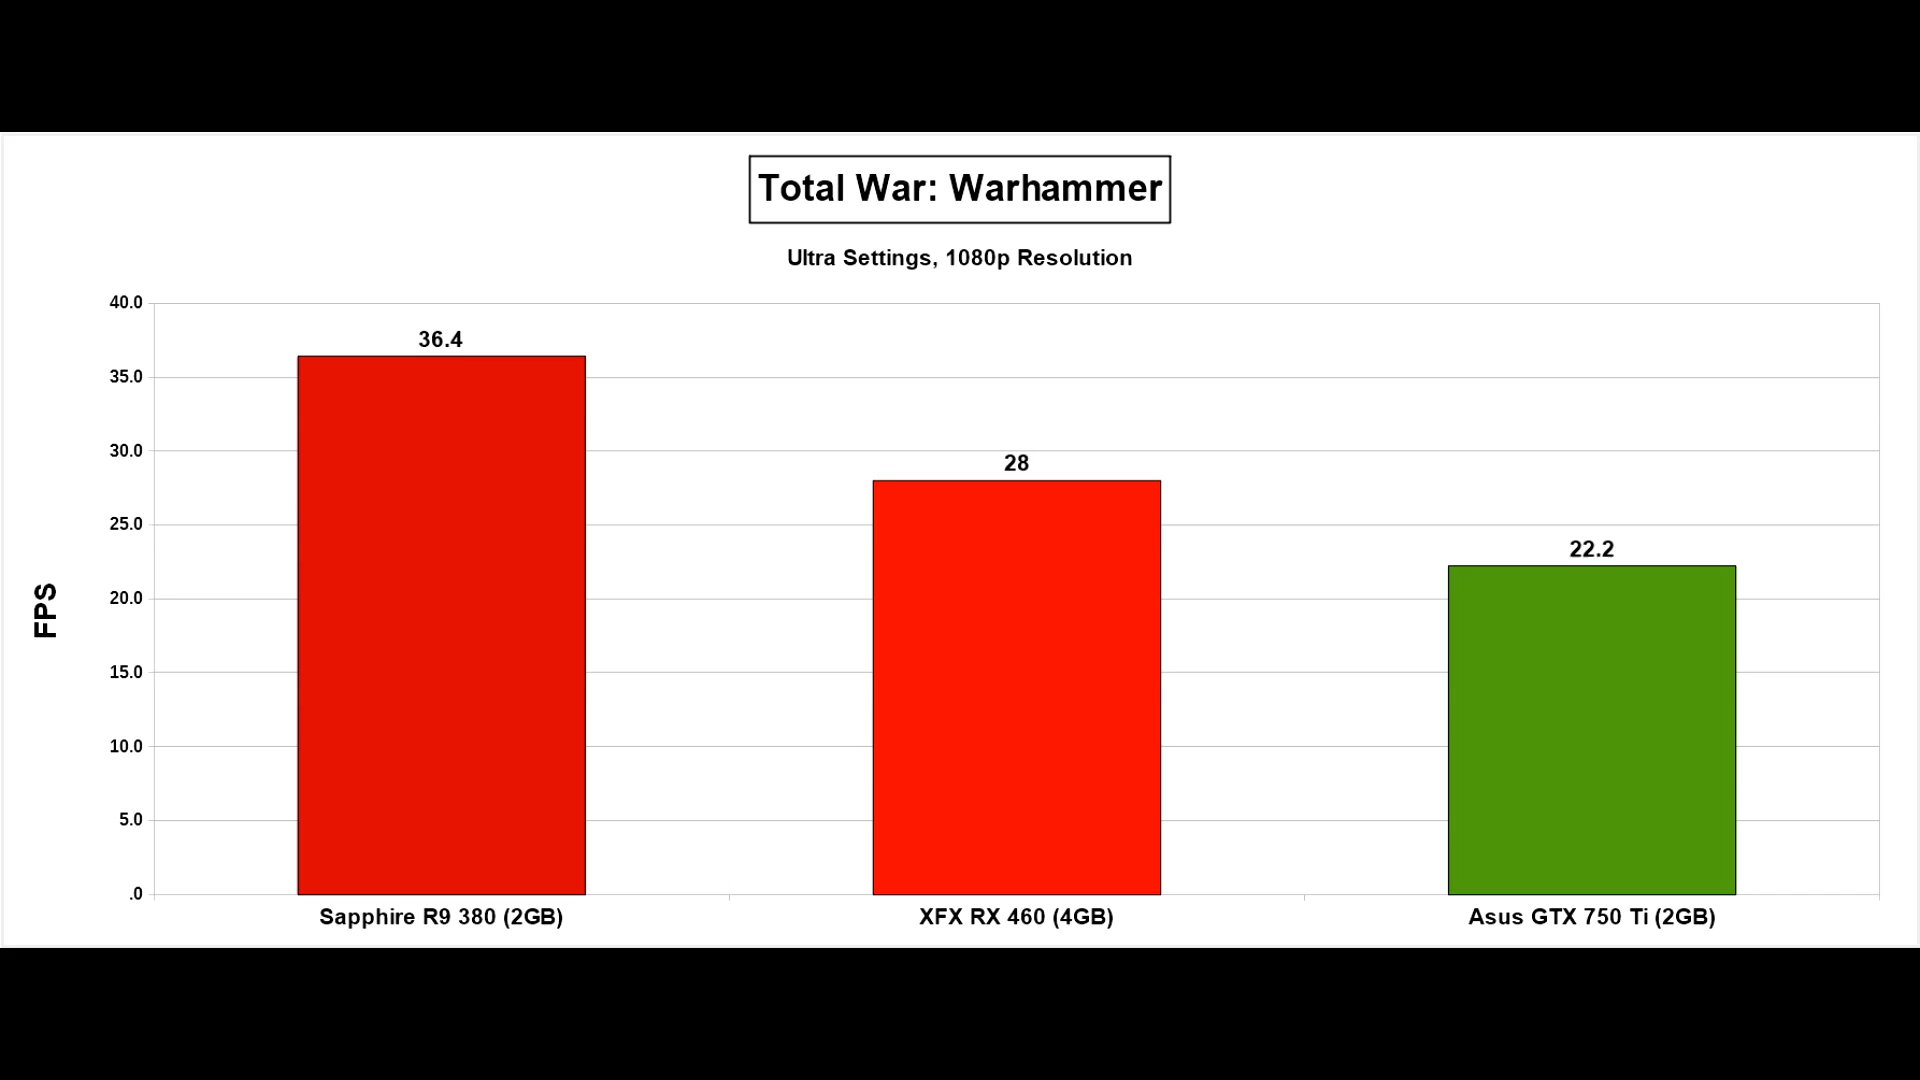 Total War: Warhammer
Ultra Settings, 1080p Resolution
40.0
36.4
35.0
30.0
28
25.0
22.2
20.0
FPS
15.0
10.0
5.0
.0
Sapphire R9 380 (2GB)
XFX RX 460 (4GB)
Asus GTX 750 Ti (2GB)